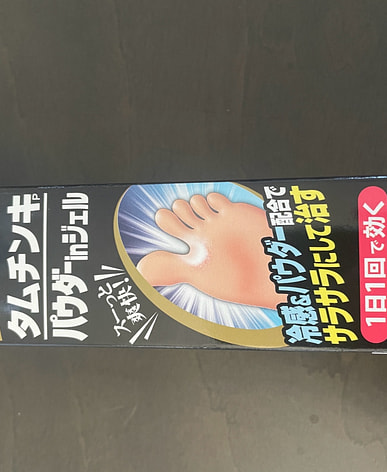 タムチンキP
パウダーinジェル
スーッと
爽快!
冷感&パウダー配合で
サラサラにして治す
1日1回で効く